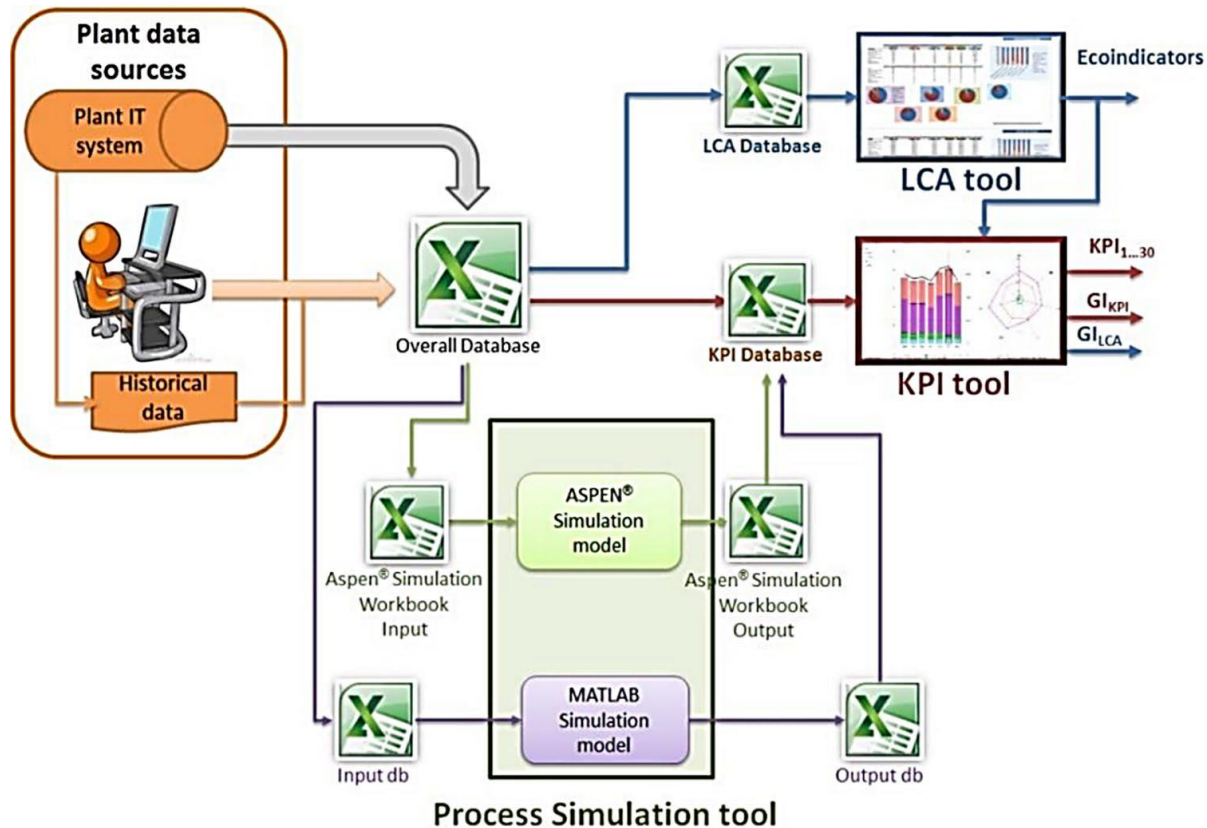 Plant data
sources
Plant IT
system
Historical
data
Overall Database
LCA Database
LCA tool
Ecoindicators
KPI Database
KPI tool
KPI1...30
GIKPI
GILCA
ASPEN®
Simulation
model
Aspen® Simulation
Workbook
Input
Aspen® Simulation
Workbook
Output
MATLAB
Simulation
model
Input db
Output db
Process Simulation tool